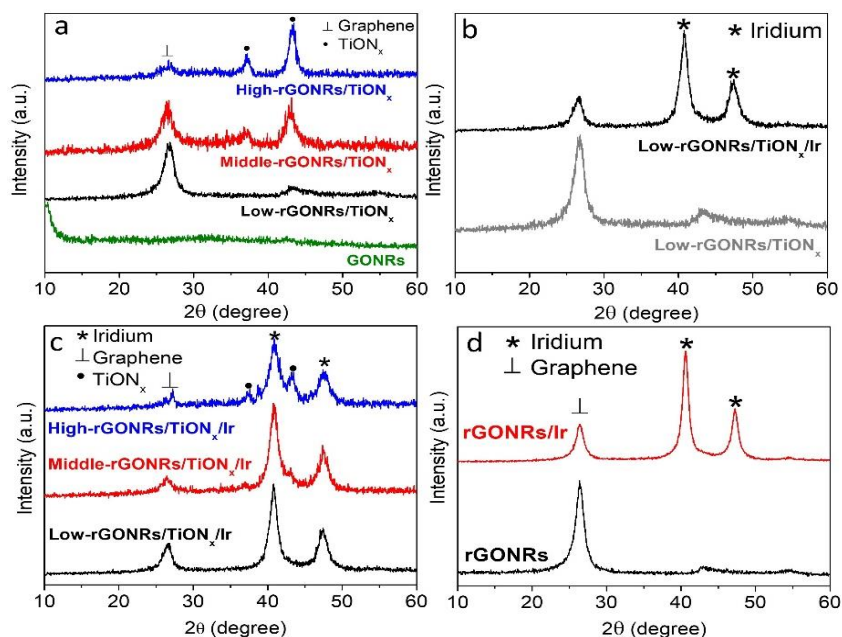 a
⊥ Graphene
• TiONₓ
High-rGONRs/TiONₓ
Middle-rGONRs/TiONₓ
Low-rGONRs/TiONₓ
GONRs
Intensity (a.u.)
10 20 30 40 50 60
2θ (degree)
b
* Iridium
Low-rGONRs/TiONₓ/Ir
Low-rGONRs/TiONₓ
Intensity (a.u.)
10 20 30 40 50 60
2θ (degree)
c
* Iridium
⊥ Graphene
• TiONₓ
High-rGONRs/TiONₓ/Ir
Middle-rGONRs/TiONₓ/Ir
Low-rGONRs/TiONₓ/Ir
Intensity (a.u.)
10 20 30 40 50 60
2θ (degree)
d
* Iridium
⊥ Graphene
rGONRs/Ir
rGONRs
Intensity (a.u.)
10 20 30 40 50 60
2θ (degree)